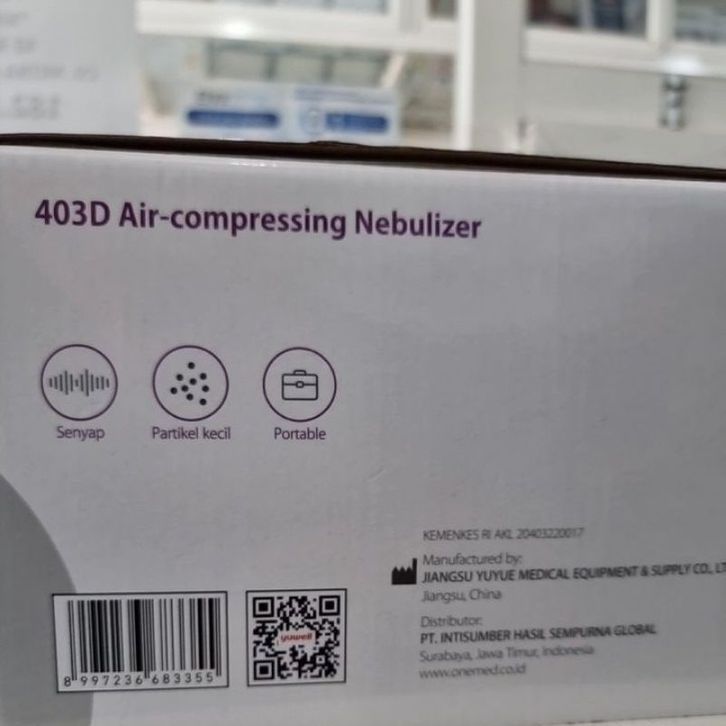 403D Air-compressing Nebulizer
Senyap
Partikel kecil
Portable
KEMENKES RI AKL 20403220017
Manufactured by:
JIANGSU YUYUE MEDICAL EQUIPMENT & SUPPLY CO., LT
Jiangsu, China
Distributor:
PT. INTISUMBER HASIL SEMPURNA GLOBAL
Surabaya, Jawa Timur, Indonesia
www.onemed.co.id
8 997236 683355
yuwell